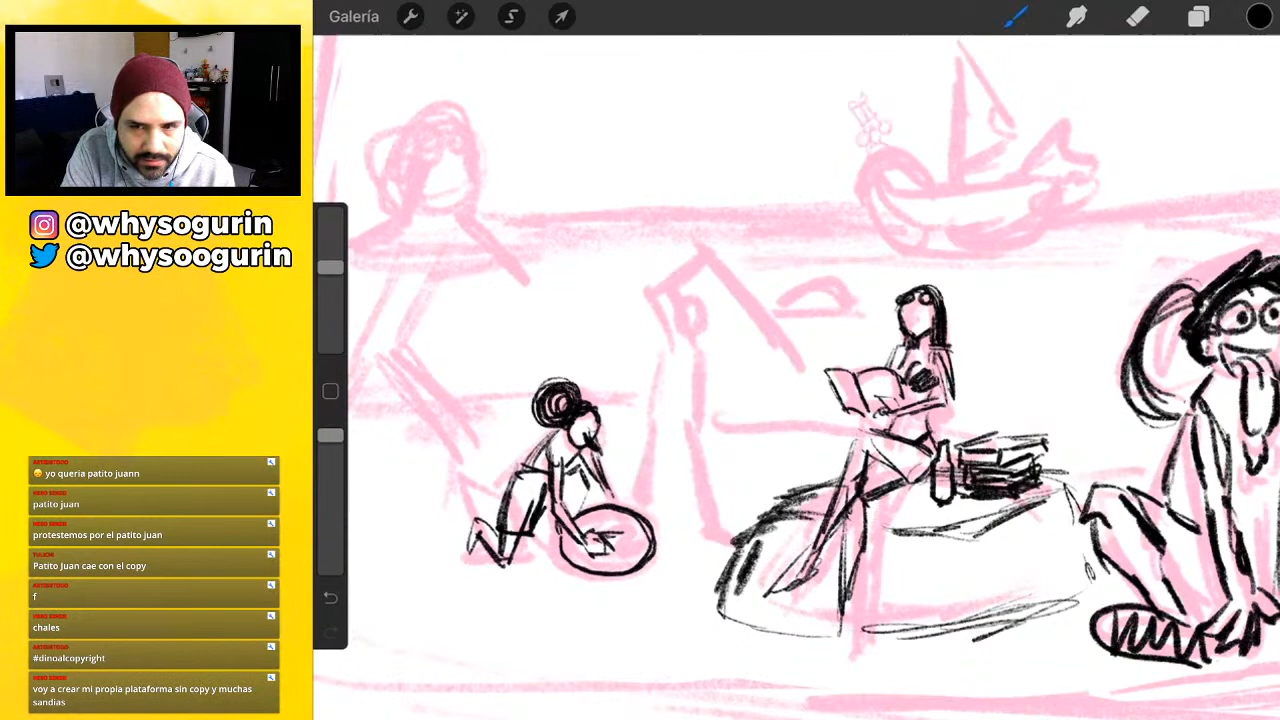 Galería
@whysogurin
@whysoogurin
yo queria patito juann
patito juan
protestemos por el patito juan
Patito Juan cae con el copy
f
chales
#dinoalcopyright
voy a crear mi propia plataforma sin copy y muchas
sandias